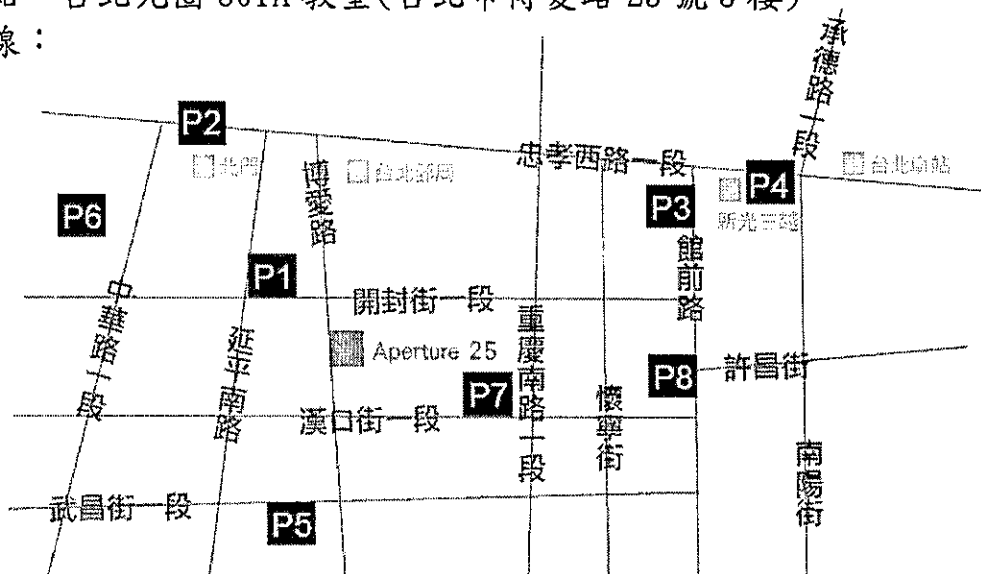 台北光圈 801A 教室(台北市博愛路 25 號 8 樓)
線：
承德路一段
P2
忠孝西路一段
北門
台北郵局
P4
台北車站
新光三越
P6
博愛路
P3
館前路
P1
中華路一段
開封街一段
延平南路
Aperture 25
重慶南路一段
P8
許昌街
P7
懷寧街
漢口街一段
南陽街
武昌街一段
P5